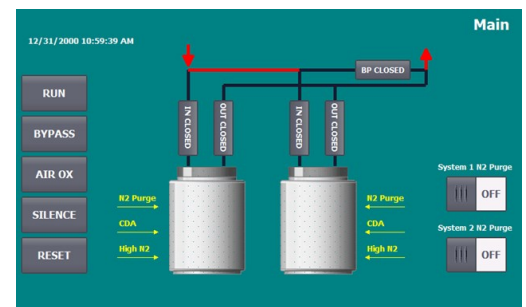 Main
12/31/2000 10:59:39 AM
BP CLOSED
RUN
BYPASS
AIR OX
SILENCE
RESET
IN CLOSED
OUT CLOSED
IN CLOSED
OUT CLOSED
N2 Purge
CDA
High N2
N2 Purge
CDA
High N2
System 1 N2 Purge
OFF
System 2 N2 Purge
OFF